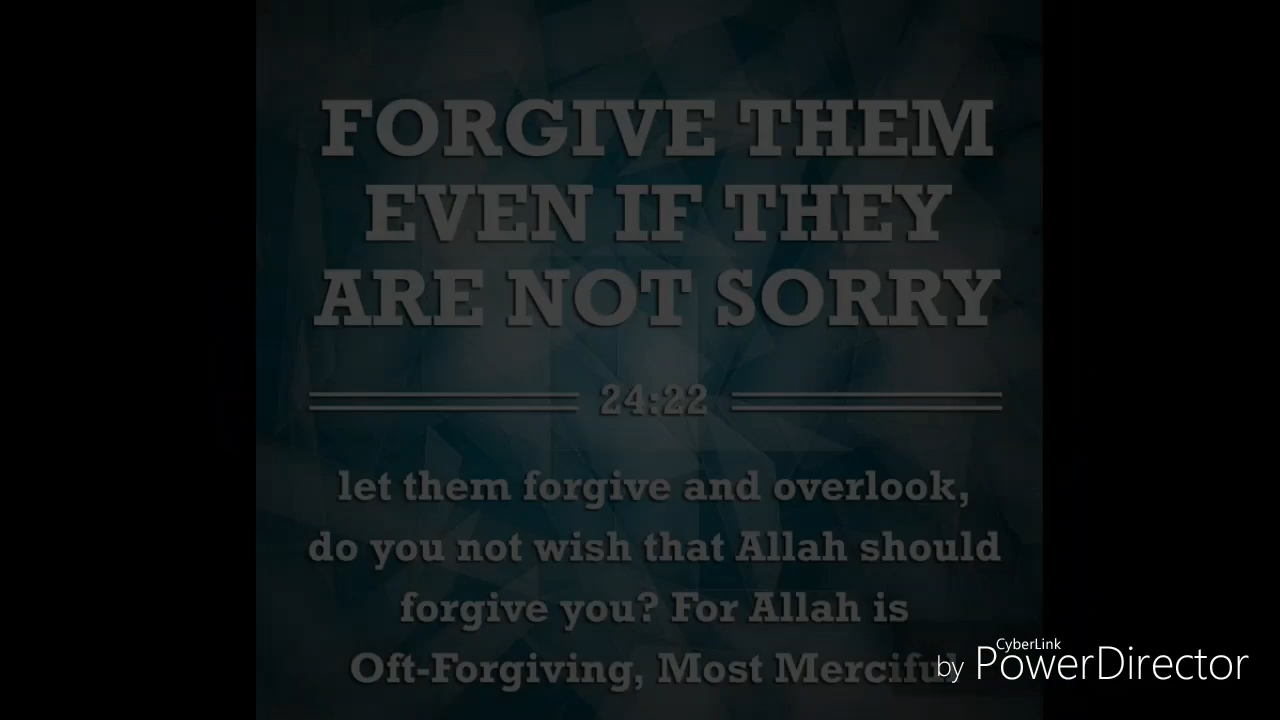 FORGIVE THEM
EVEN IF THEY
ARE NOT SORRY
24:22
let them forgive and overlook,
do you not wish that Allah should
forgive you? For Allah is
Oft-Forgiving, Most Merciful
CyberLink
by PowerDirector